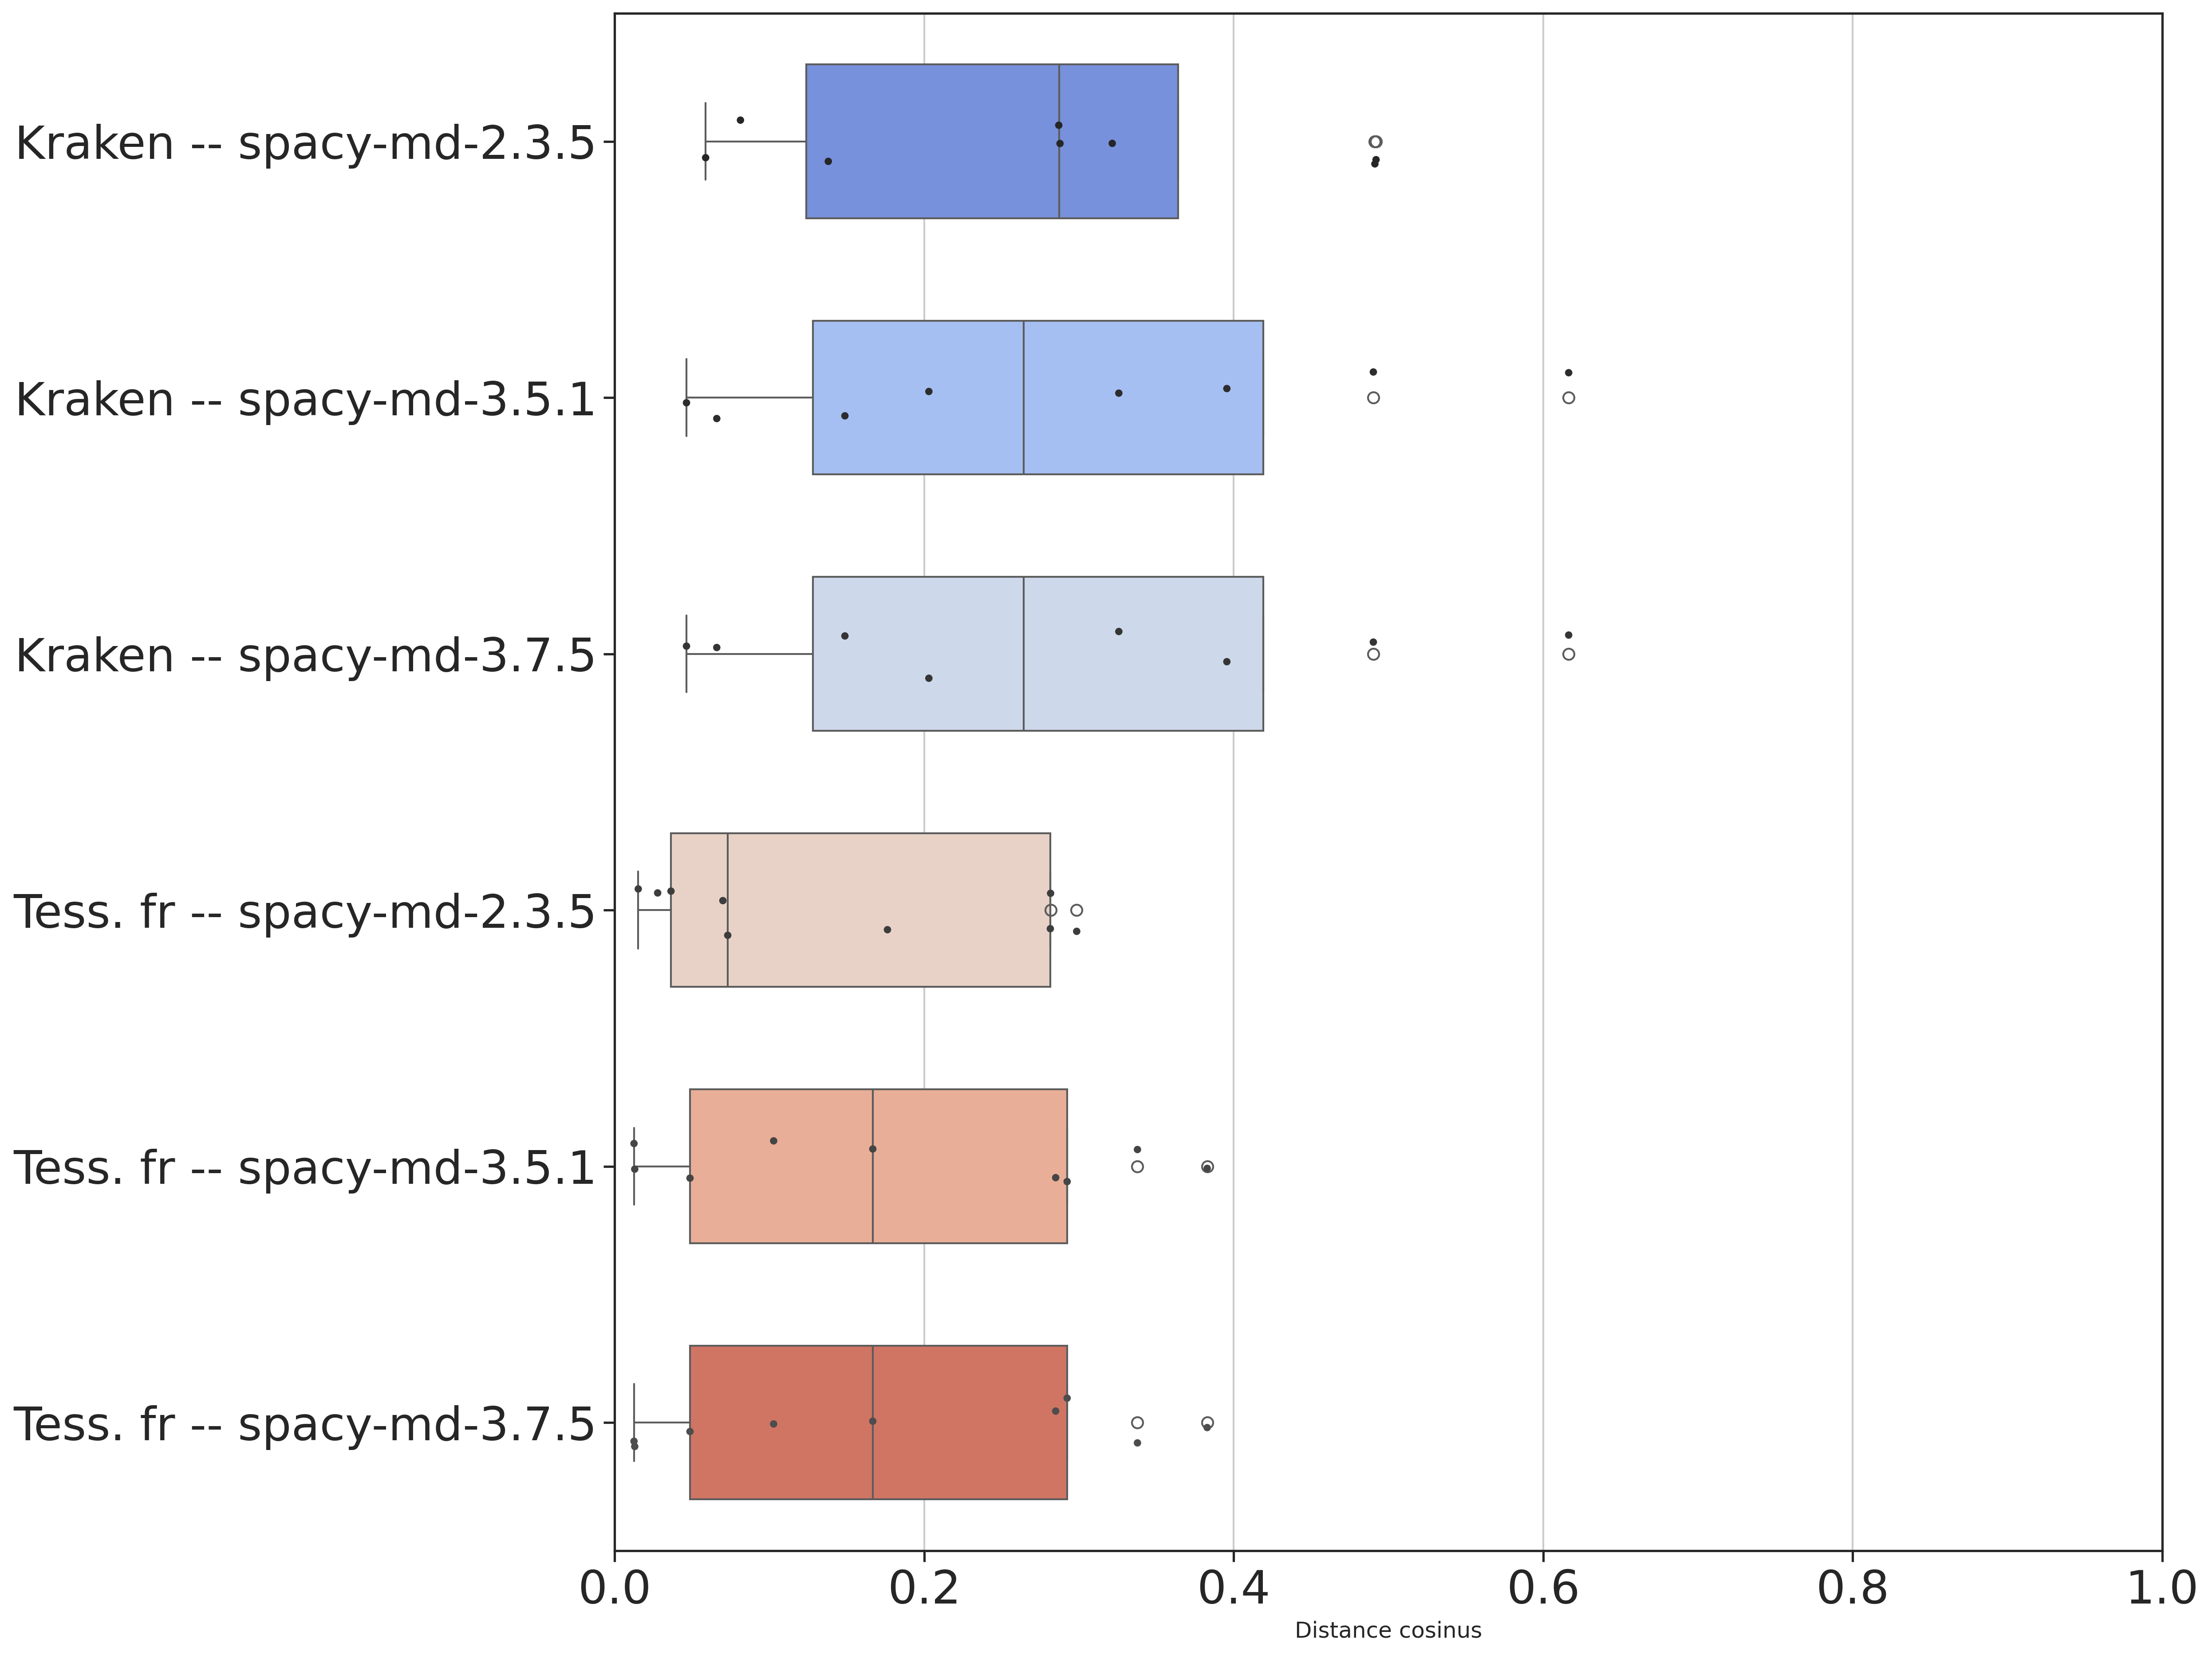 Kraken -- spacy-md-2.3.5
Kraken -- spacy-md-3.5.1
Kraken -- spacy-md-3.7.5
Tess. fr -- spacy-md-2.3.5
Tess. fr -- spacy-md-3.5.1
Tess. fr -- spacy-md-3.7.5
0.0 0.2 0.4 0.6 0.8 1.0
Distance cosinus